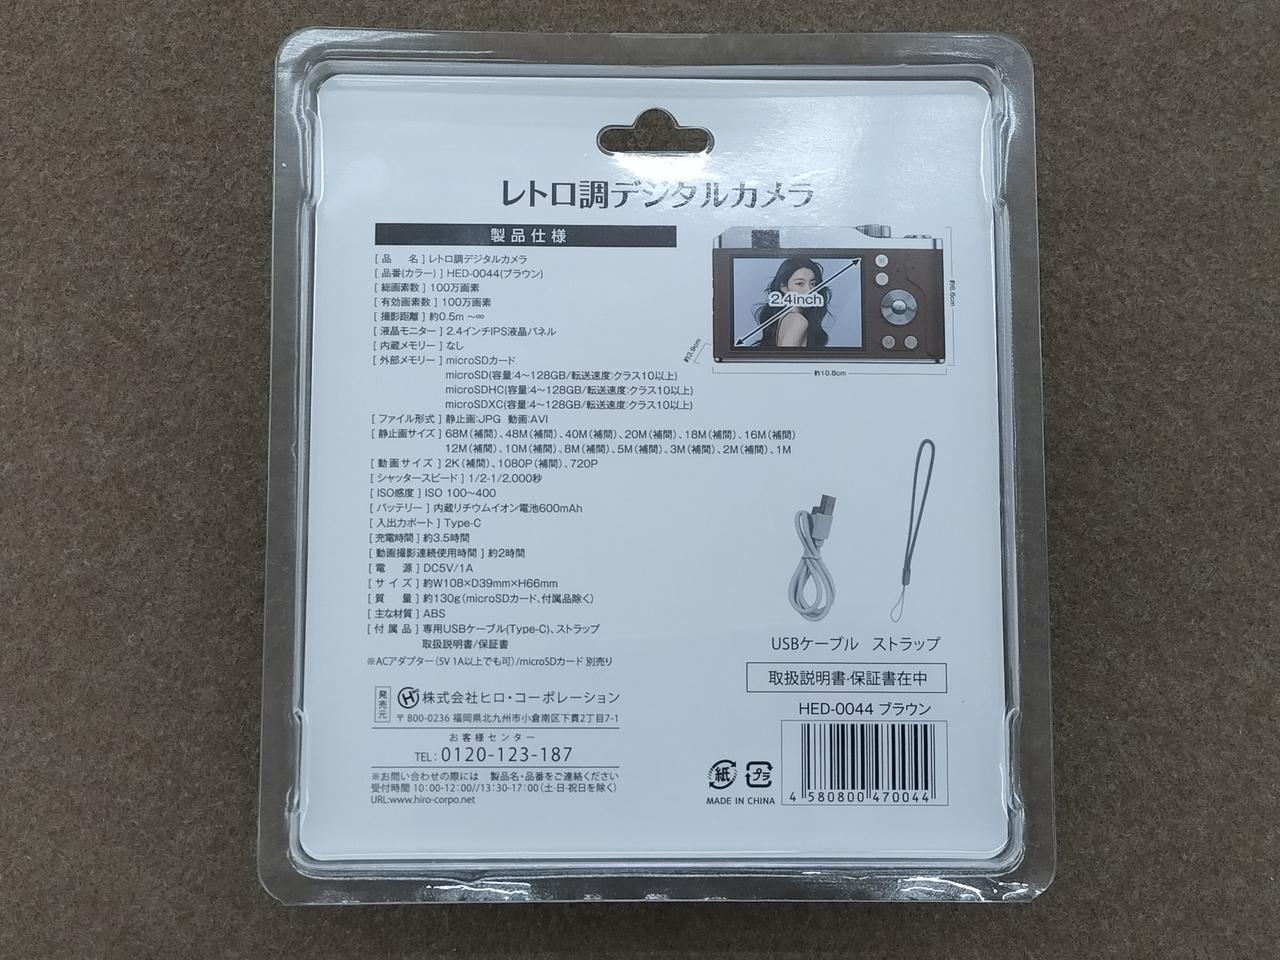 レトロ調デジタルカメラ
製品仕様
[品　名] レトロ調デジタルカメラ
[品番(カラー)] HED-0044(ブラウン)
[総画素数] 100万画素
[有効画素数] 100万画素
[撮影距離] 約0.5m ～∞
[液晶モニター] 2.4インチIPS液晶パネル
[内蔵メモリー] なし
[外部メモリー] microSDカード
microSD(容量:4～128GB/転送速度:クラス10以上)
microSDHC(容量:4～128GB/転送速度:クラス10以上)
microSDXC(容量:4～128GB/転送速度:クラス10以上)
[ファイル形式] 静止画:JPG 動画:AVI
[静止画サイズ] 68M(補間)、48M(補間)、40M(補間)、20M(補間)、18M(補間)、16M(補間)
12M(補間)、10M(補間)、8M(補間)、5M(補間)、3M(補間)、2M(補間)、1M
[動画サイズ] 2K(補間)、1080P(補間)、720P
[シャッタースピード] 1/2-1/2,000秒
[ISO感度] ISO 100～400
[バッテリー] 内蔵リチウムイオン電池600mAh
[入出力ポート] Type-C
[充電時間] 約3.5時間
[動画撮影連続使用時間] 約2時間
[電　源] DC5V/1A
[サイズ] 約W108×D39mm×H66mm
[質　量] 約130g(microSDカード、付属品除く)
[主な材質] ABS
[付属品] 専用USBケーブル(Type-C)、ストラップ
取扱説明書/保証書
※ACアダプター(5V 1A以上でも可)/microSDカード 別売り
発売元
H 株式会社ヒロ・コーポレーション
〒800-0236 福岡県北九州市小倉南区下貫2丁目7-1
お客様センター
TEL:0120-123-187
※お問い合わせの際には 製品名・品番をご連絡ください
受付時間 10:00-12:00//13:30-17:00(土・日・祝日を除く)
URL:www.hiro-corpo.net
2.4inch
M
約6.6cm
約3.9cm
約10.8cm
USBケーブル ストラップ
取扱説明書・保証書在中
HED-0044 ブラウン
紙
プラ
MADE IN CHINA
4 580800 470044